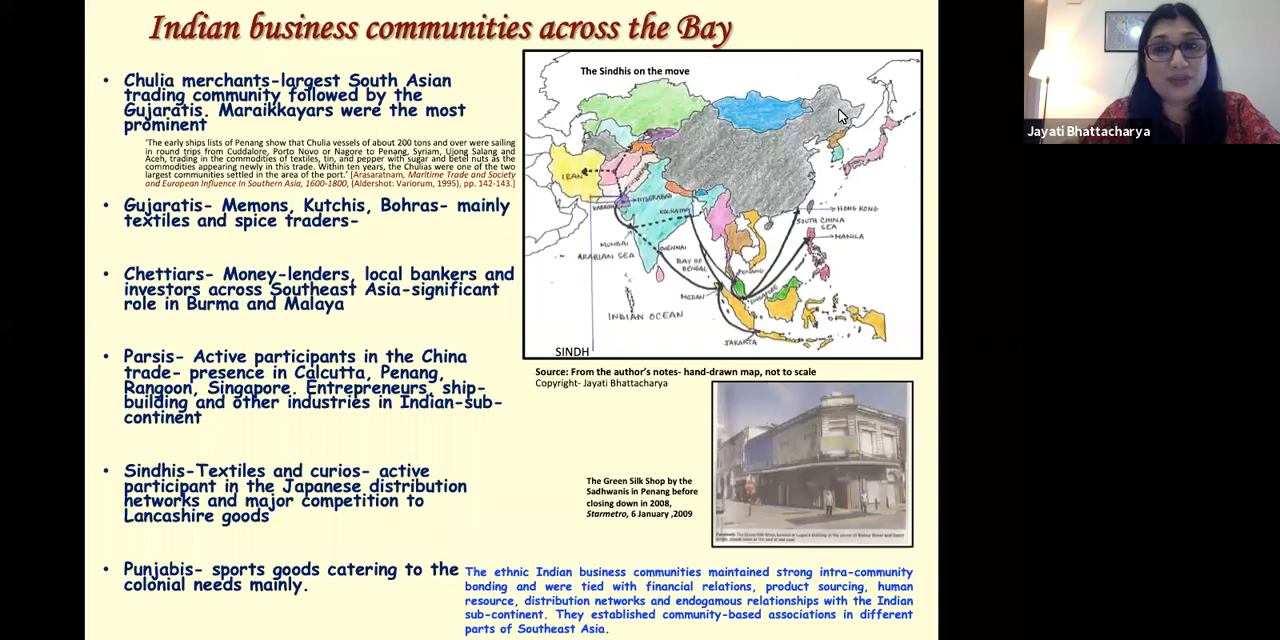 Indian business communities across the Bay
• Chulia merchants-largest South Asian
trading community followed by the
Gujaratis. Maraikkayars were the most
prominent
'The early ships lists of Penang show that Chulia vessels of about 200 tons and over were sailing
in round trips from Cuddalore, Porto Novo or Nagore to Penang, Syriam, Ujong Salang and
Aceh, trading in the commodities of textiles, tin, and pepper with sugar and betel nuts as the
commodities appearing newly in this trade. Within ten years, the Chulias were one of the two
largest communities settled in the area of the port.' [Arasaratnam, Maritime Trade and Society
and European Influence In Southern Asia, 1600-1800, (Aldershot: Variorum, 1995), pp. 142-143.]
• Gujaratis- Memons, Kutchis, Bohras- mainly
textiles and spice traders-
• Chettiars- Money-lenders, local bankers and
investors across Southeast Asia-significant
role in Burma and Malaya
• Parsis- Active participants in the China
trade- presence in Calcutta, Penang,
Rangoon, Singapore. Entrepreneurs, ship-
building and other industries in Indian-sub-
continent
• Sindhis-Textiles and curios- active
participant in the Japanese distribution
networks and major competition to
Lancashire goods
• Punjabis- sports goods catering to the
colonial needs mainly.
The Sindhis on the move
IRAN
KARACHI
HYDERABAD
KOLKATA
HONG KONG
SOUTH CHINA
SEA
MANILA
MUMBAI
CHENNAI
ARABIAN SEA
BAY OF
BENGAL
PENANG
MEDAN
SINGAPORE
INDIAN OCEAN
JAKARTA
SINDH
Source: From the author's notes- hand-drawn map, not to scale
Copyright- Jayati Bhattacharya
The Green Silk Shop by the
Sadhwanis in Penang before
closing down in 2008,
Starmetro, 6 January ,2009
The ethnic Indian business communities maintained strong intra-community
bonding and were tied with financial relations, product sourcing, human
resource, distribution networks and endogamous relationships with the Indian
sub-continent. They established community-based associations in different
parts of Southeast Asia.
Jayati Bhattacharya